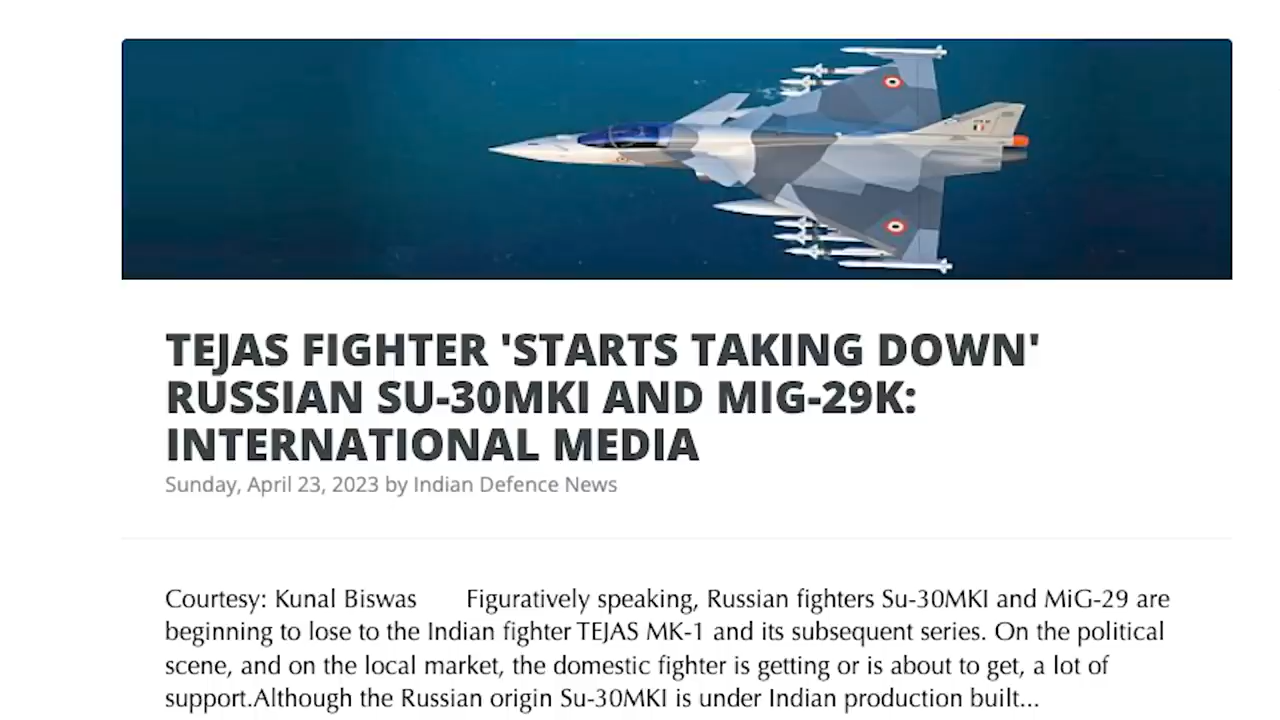 TEJAS FIGHTER 'STARTS TAKING DOWN'
RUSSIAN SU-30MKI AND MIG-29K:
INTERNATIONAL MEDIA
Sunday, April 23, 2023 by Indian Defence News
Courtesy: Kunal Biswas Figuratively speaking, Russian fighters Su-30MKI and MiG-29 are
beginning to lose to the Indian fighter TEJAS MK-1 and its subsequent series. On the political
scene, and on the local market, the domestic fighter is getting or is about to get, a lot of
support.Although the Russian origin Su-30MKI is under Indian production built...